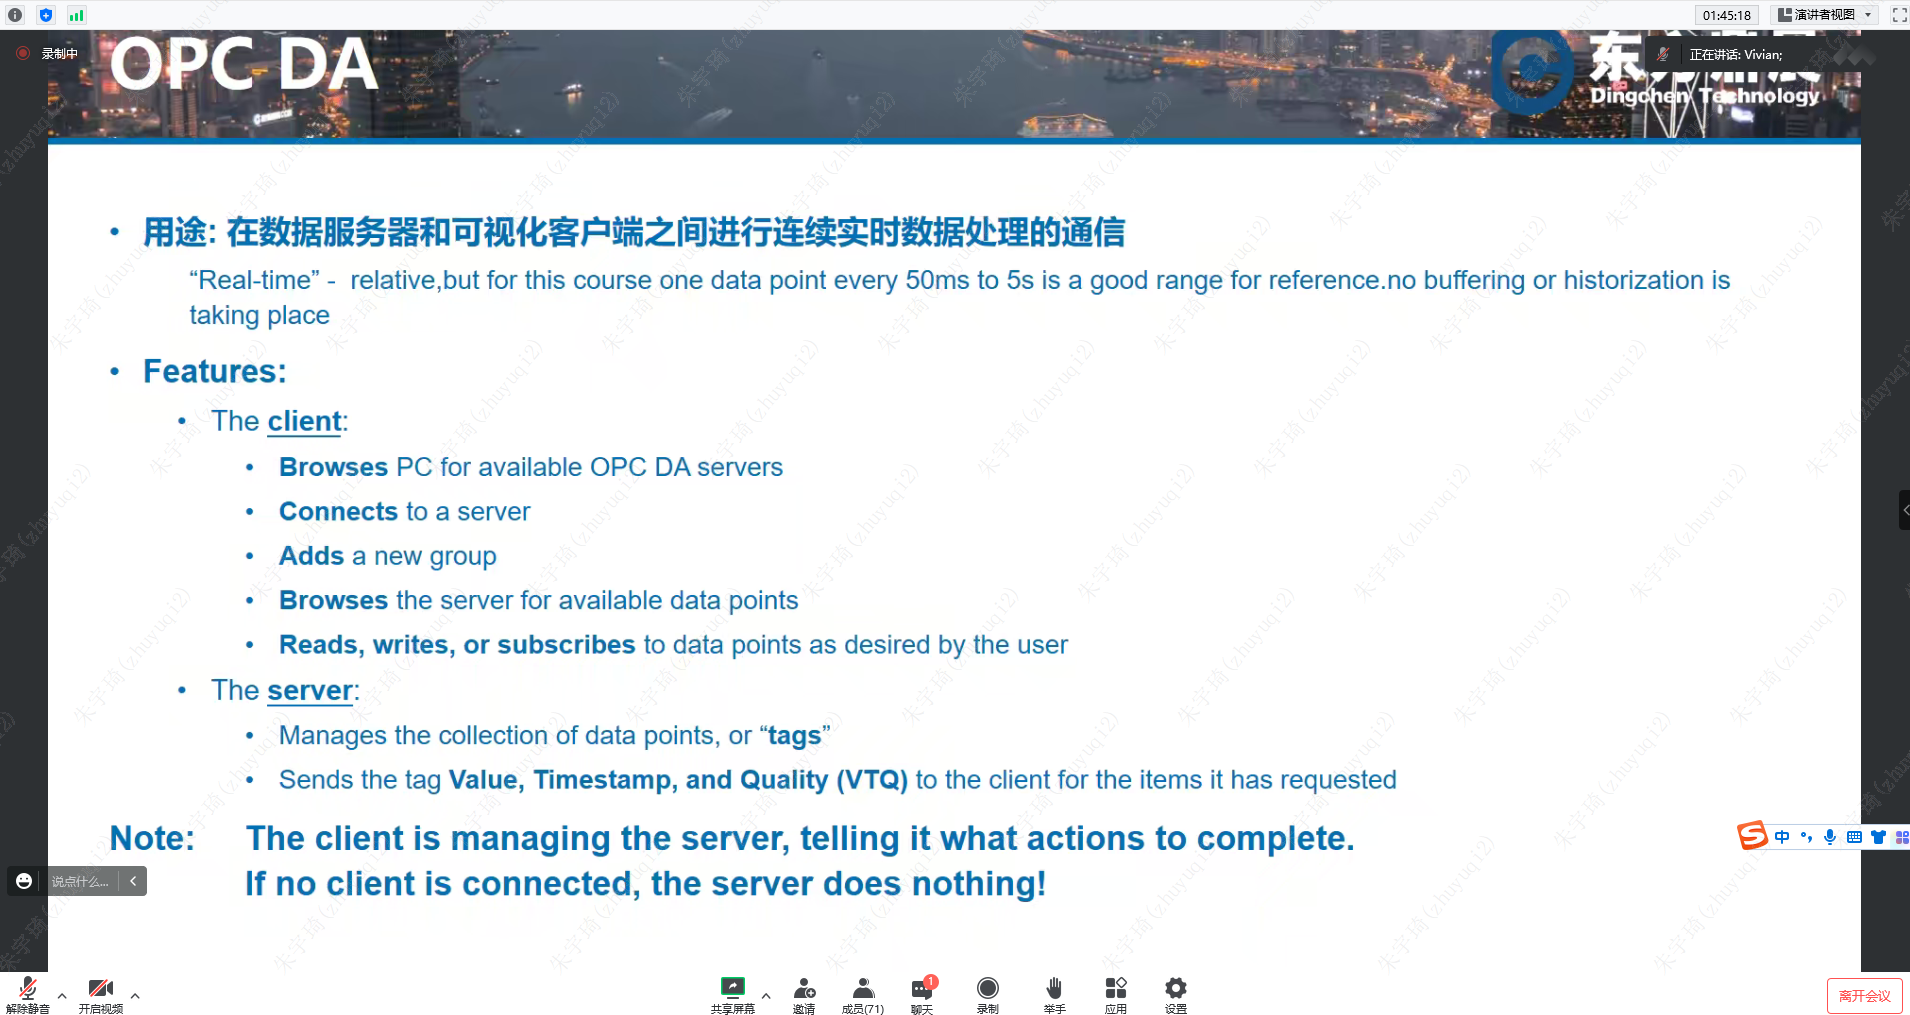 01:45:18
演讲者视图
录制中
OPC DA
正在讲话: Vivian;
Dingchen Technology
• 用途: 在数据服务器和可视化客户端之间进行连续实时数据处理的通信
“Real-time” - relative,but for this course one data point every 50ms to 5s is a good range for reference.no buffering or historization is
taking place
• Features:
• The client:
• Browses PC for available OPC DA servers
• Connects to a server
• Adds a new group
• Browses the server for available data points
• Reads, writes, or subscribes to data points as desired by the user
• The server:
• Manages the collection of data points, or “tags”
• Sends the tag Value, Timestamp, and Quality (VTQ) to the client for the items it has requested
Note: The client is managing the server, telling it what actions to complete.
If no client is connected, the server does nothing!
中
说点什么...
朱宇琦(zhuyuqi2)
解除静音
开启视频
共享屏幕
邀请
成员(71)
1
聊天
录制
举手
应用
设置
离开会议